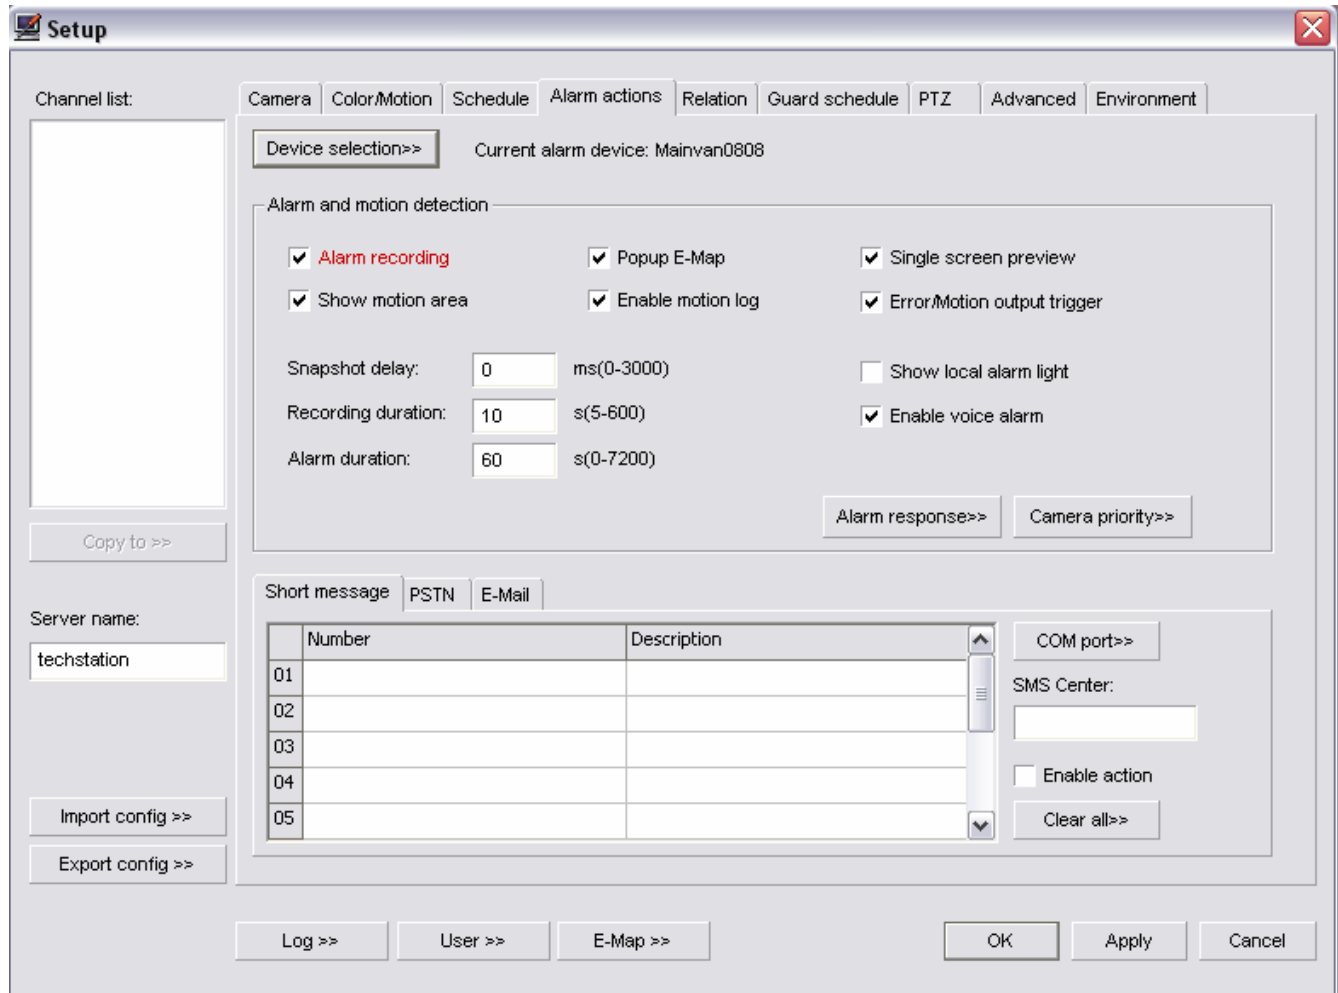 Setup
Channel list:
Camera Color/Motion Schedule Alarm actions Relation Guard schedule PTZ Advanced Environment
Device selection>> Current alarm device: Mainvan0808
Alarm and motion detection
Alarm recording Popup E-Map Single screen preview
Show motion area Enable motion log Error/Motion output trigger
Snapshot delay: 0 ms(0-3000) Show local alarm light
Recording duration: 10 s(5-600) Enable voice alarm
Alarm duration: 60 s(0-7200)
Alarm response>> Camera priority>>
Copy to >>
Short message PSTN E-Mail
Server name:
techstation
Number Description
COM port>>
01
SMS Center:
02
03
04
Enable action
05
Clear all>>
Import config >>
Export config >>
Log >> User >> E-Map >> OK Apply Cancel